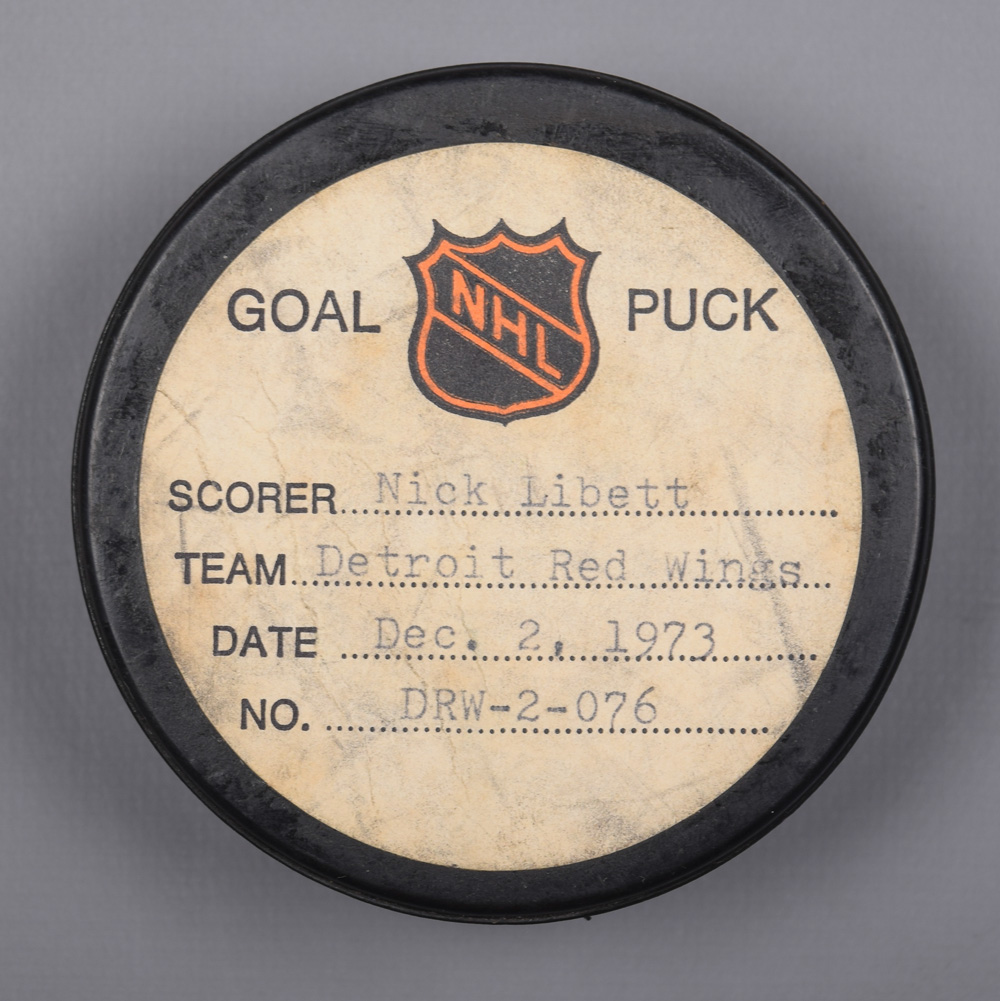 GOAL NHL PUCK
SCORER Nick Libett
TEAM Detroit Red Wings
DATE Dec. 2, 1973
NO. DRW-2-076